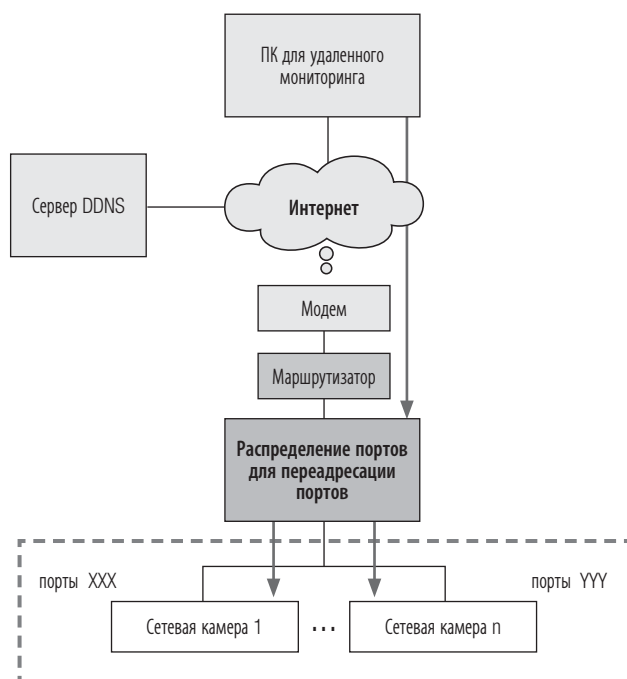 ПК для удаленного
мониторинга
Сервер DDNS
Интернет
Модем
Маршрутизатор
Распределение портов
для переадресации
портов
порты XXX
порты YYY
Сетевая камера 1
...
Сетевая камера n